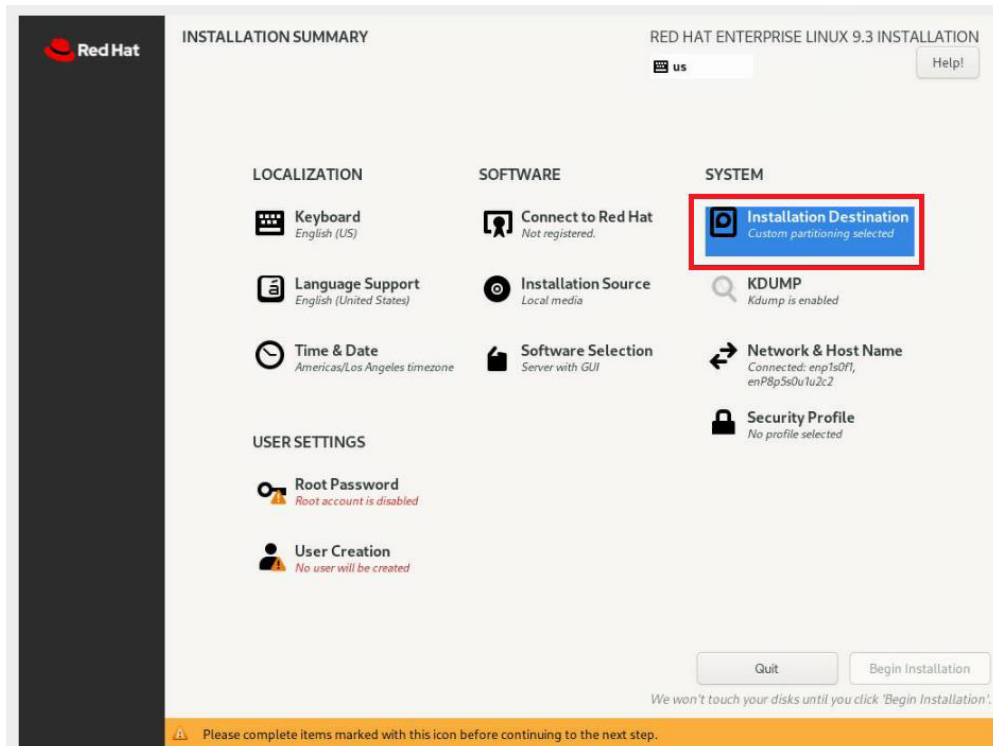 Red Hat
INSTALLATION SUMMARY
RED HAT ENTERPRISE LINUX 9.3 INSTALLATION
us
Help!
LOCALIZATION
Keyboard
English (US)
Language Support
English (United States)
Time & Date
Americas/Los Angeles timezone
SOFTWARE
Connect to Red Hat
Not registered.
Installation Source
Local media
Software Selection
Server with GUI
SYSTEM
Installation Destination
Custom partitioning selected
KDUMP
Kdump is enabled
Network & Host Name
Connected: enp1s0f1,
enP8p5s0u1u2c2
Security Profile
No profile selected
USER SETTINGS
Root Password
Root account is disabled
User Creation
No user will be created
Quit
Begin Installation
We won't touch your disks until you click 'Begin Installation'.
Please complete items marked with this icon before continuing to the next step.